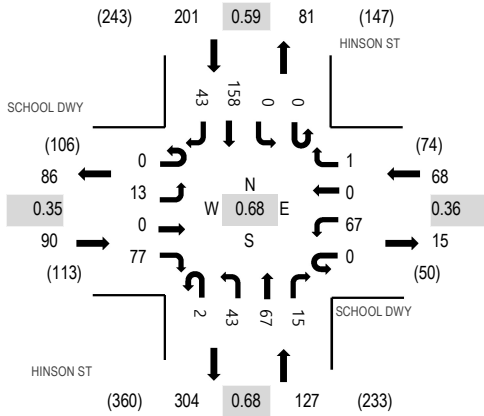 (243) 201 0.59 81 (147)
HINSON ST
43 158 0 0
SCHOOL DWY
(106) 0 1 (74)
86 13 N 0 68
0.35 W 0.68 E 0.36
90 0 S 67 15
(113) 77 0 (50)
2 43 67 15
SCHOOL DWY
HINSON ST
(360) 304 0.68 127 (233)